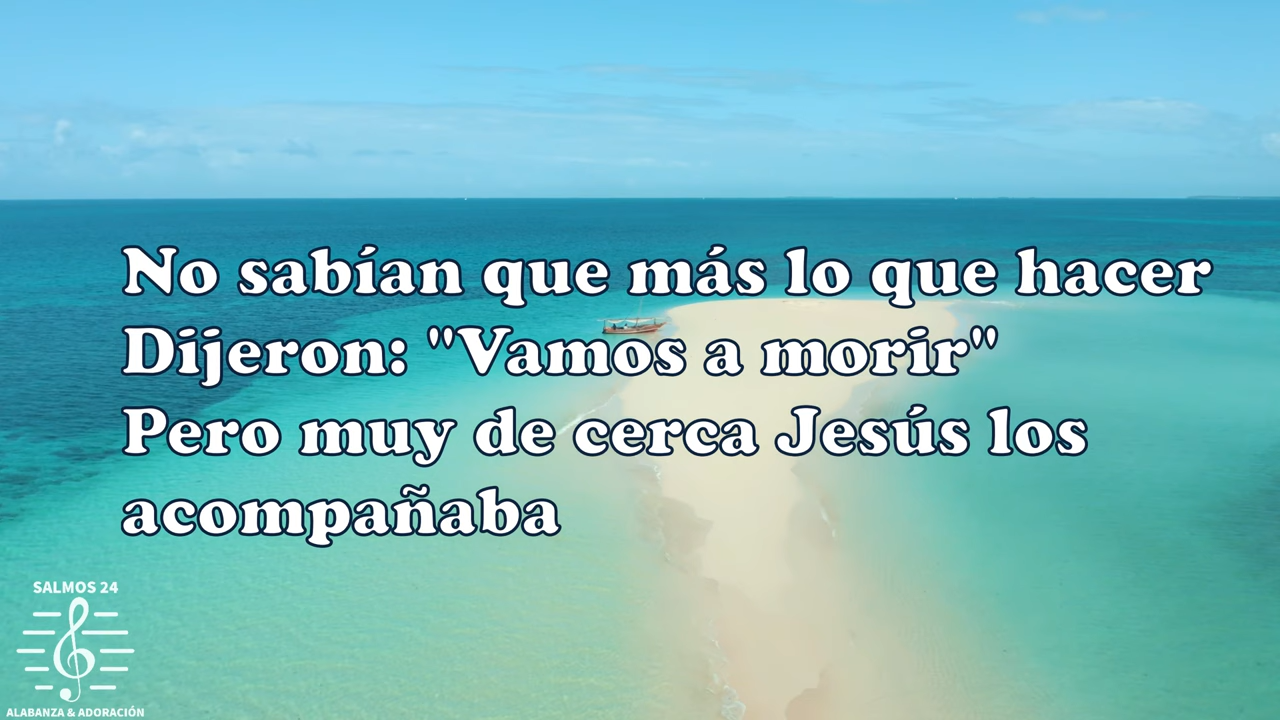 No sabían que más lo que hacer
Dijeron: "Vamos a morir"
Pero muy de cerca Jesús los
acompañaba
SALMOS 24
ALABANZA & ADORACIÓN